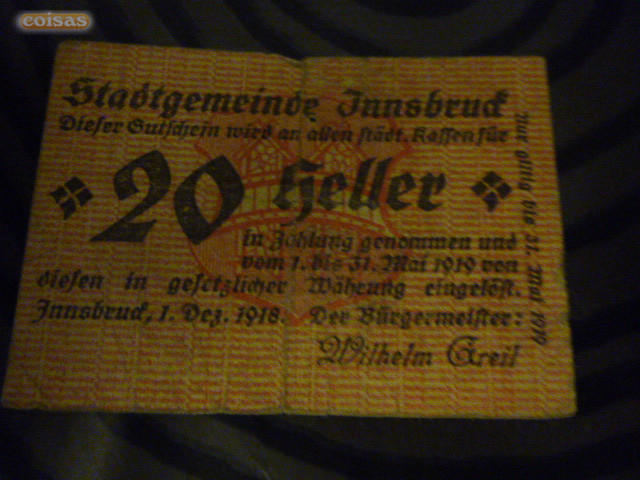 coisas
Stadtgemeinde Innsbruck
Dieser Gutschein wird an allen städt. Kassen für
20 Heller
in Zahlung genommen und
vom 1. bis 31. Mai 1919 von
diesen in gesetzlicher Währung eingelöst.
Innsbruck, 1. Dez. 1918. Der Bürgermeister:
Wilhelm Greil
Nur gültig bis 31. Mai 1919